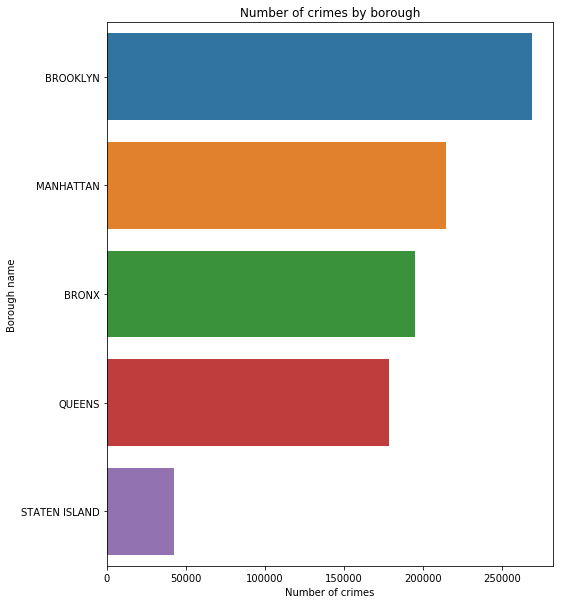 Number of crimes by borough
BROOKLYN
MANHATTAN
BRONX
QUEENS
STATEN ISLAND
Borough name
0 50000 100000 150000 200000 250000
Number of crimes